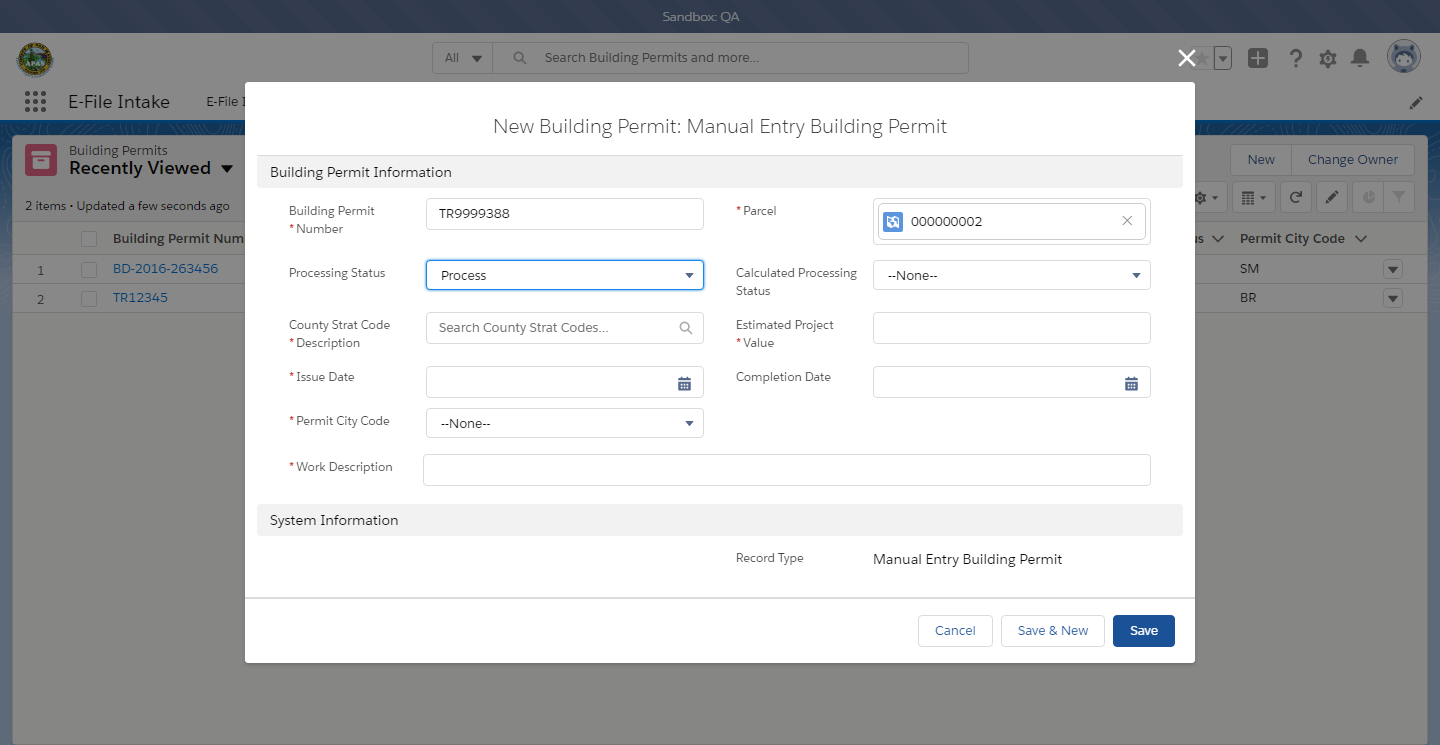 Sandbox: QA
All
Search Building Permits and more...
E-File Intake
E-File I
Building Permits
Recently Viewed
New
Change Owner
2 items • Updated a few seconds ago
Building Permit Num
us
Permit City Code
1
BD-2016-263456
SM
2
TR12345
BR
New Building Permit: Manual Entry Building Permit
Building Permit Information
Building Permit
*Number
TR9999388
*Parcel
000000002
Processing Status
Process
Calculated Processing
Status
--None--
County Strat Code
*Description
Search County Strat Codes...
Estimated Project
*Value
*Issue Date
Completion Date
*Permit City Code
--None--
*Work Description
System Information
Record Type
Manual Entry Building Permit
Cancel
Save & New
Save